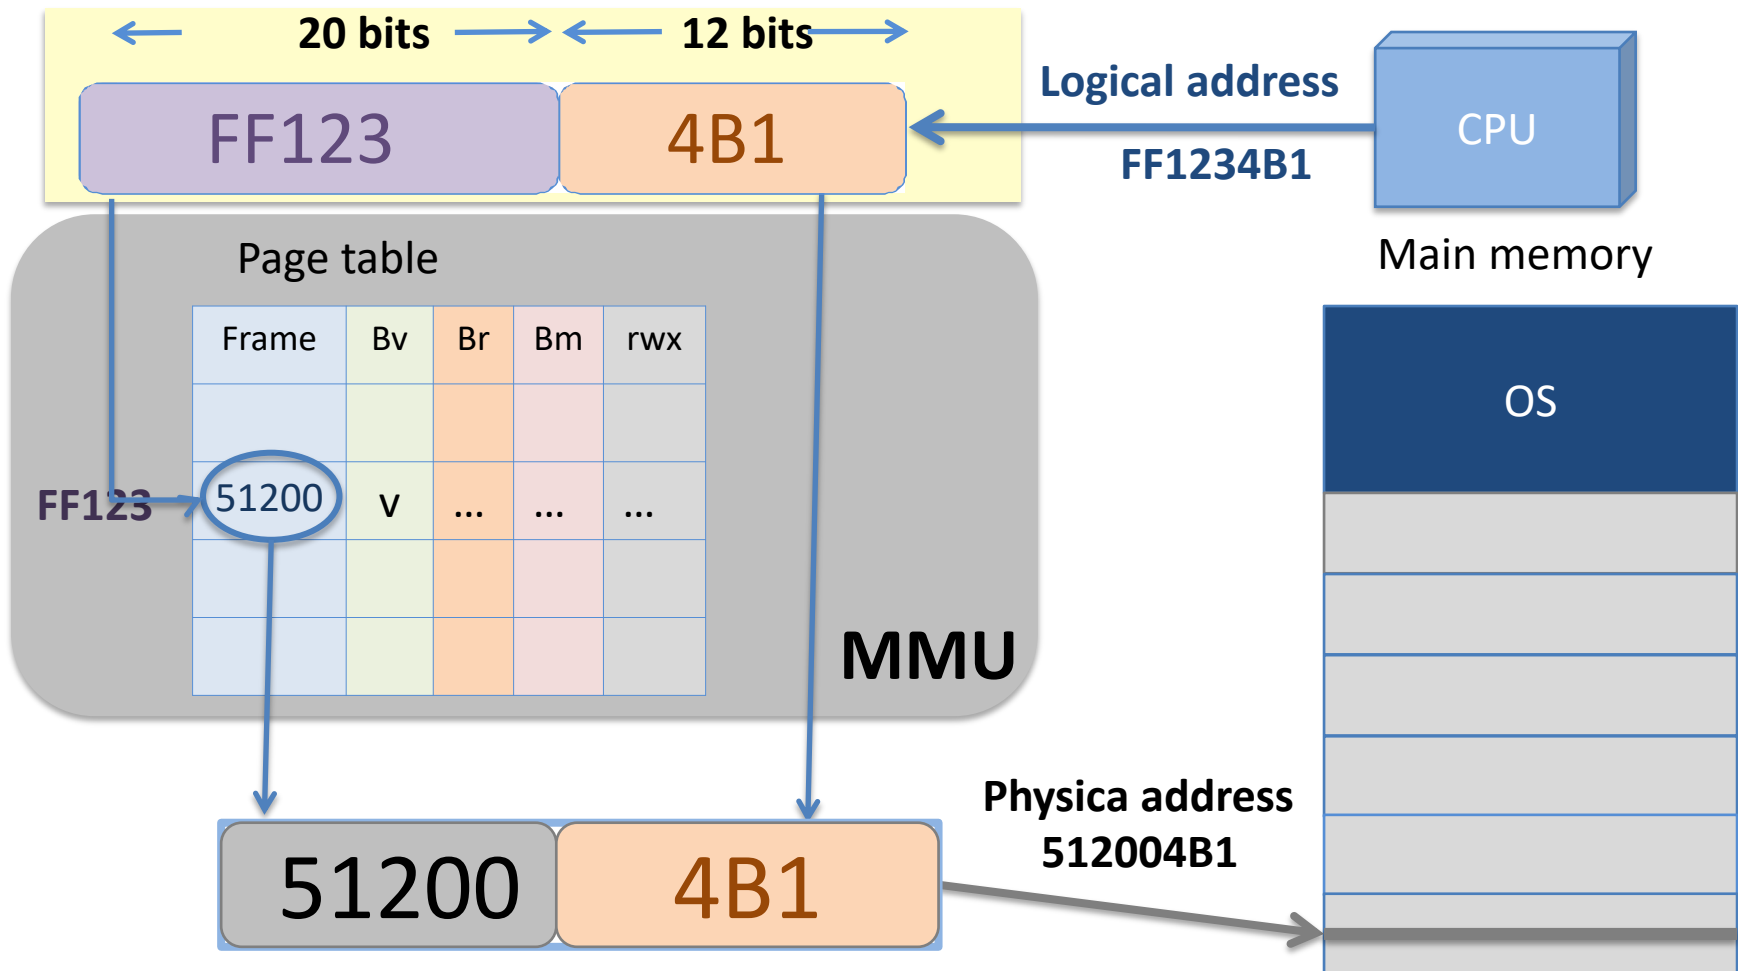 20 bits
12 bits
FF123
4B1
Logical address
FF1234B1
CPU
Page table
Main memory
Frame
Bv
Br
Bm
rwx
OS
FF123
51200
v
...
...
...
MMU
Physica address
512004B1
51200
4B1